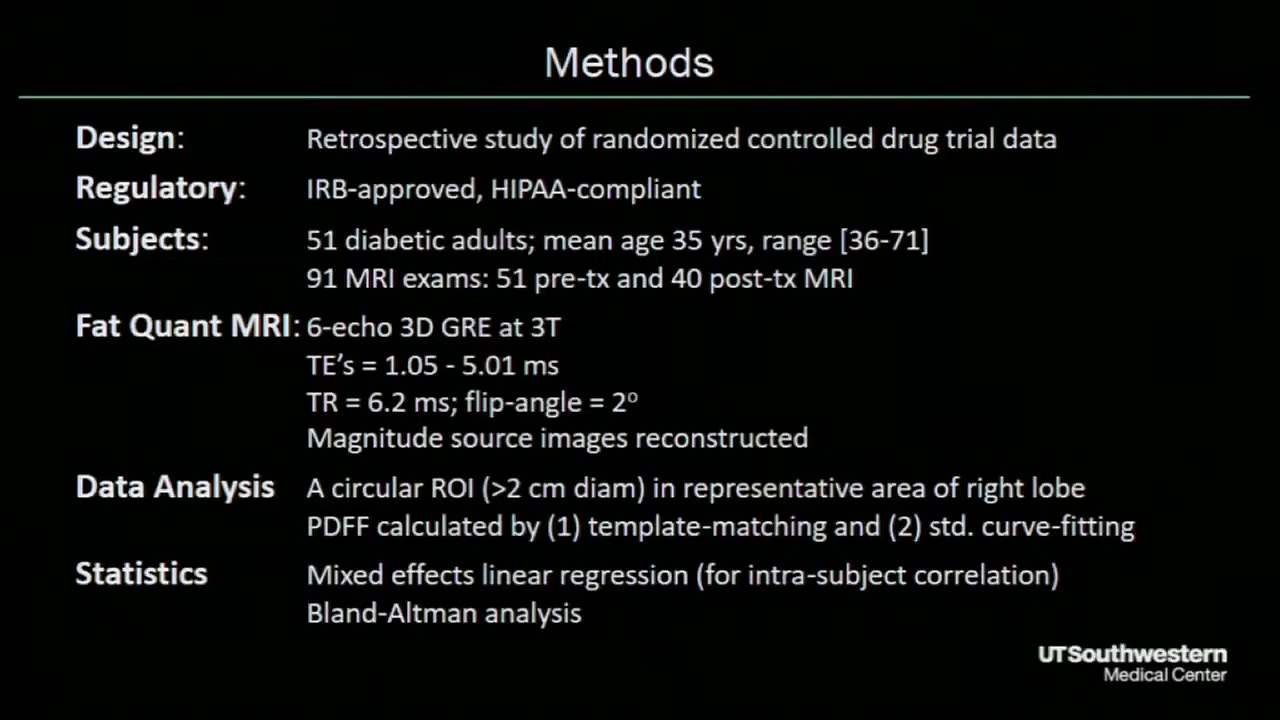 Methods
Design: Retrospective study of randomized controlled drug trial data
Regulatory: IRB-approved, HIPAA-compliant
Subjects: 51 diabetic adults; mean age 35 yrs, range [36-71]
91 MRI exams: 51 pre-tx and 40 post-tx MRI
Fat Quant MRI: 6-echo 3D GRE at 3T
TE’s = 1.05 - 5.01 ms
TR = 6.2 ms; flip-angle = 2°
Magnitude source images reconstructed
Data Analysis A circular ROI (>2 cm diam) in representative area of right lobe
PDFF calculated by (1) template-matching and (2) std. curve-fitting
Statistics Mixed effects linear regression (for intra-subject correlation)
Bland-Altman analysis
UTSouthwestern
Medical Center